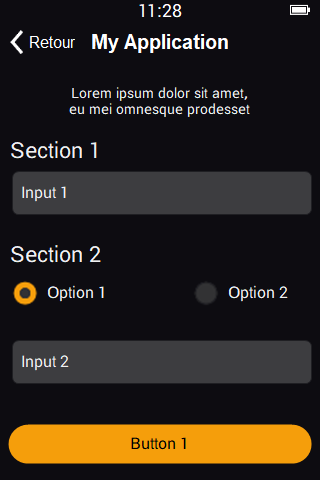 11:28
Retour My Application
Lorem ipsum dolor sit amet,
eu mei omnesque prodesset
Section 1
Input 1
Section 2
Option 1 Option 2
Input 2
Button 1